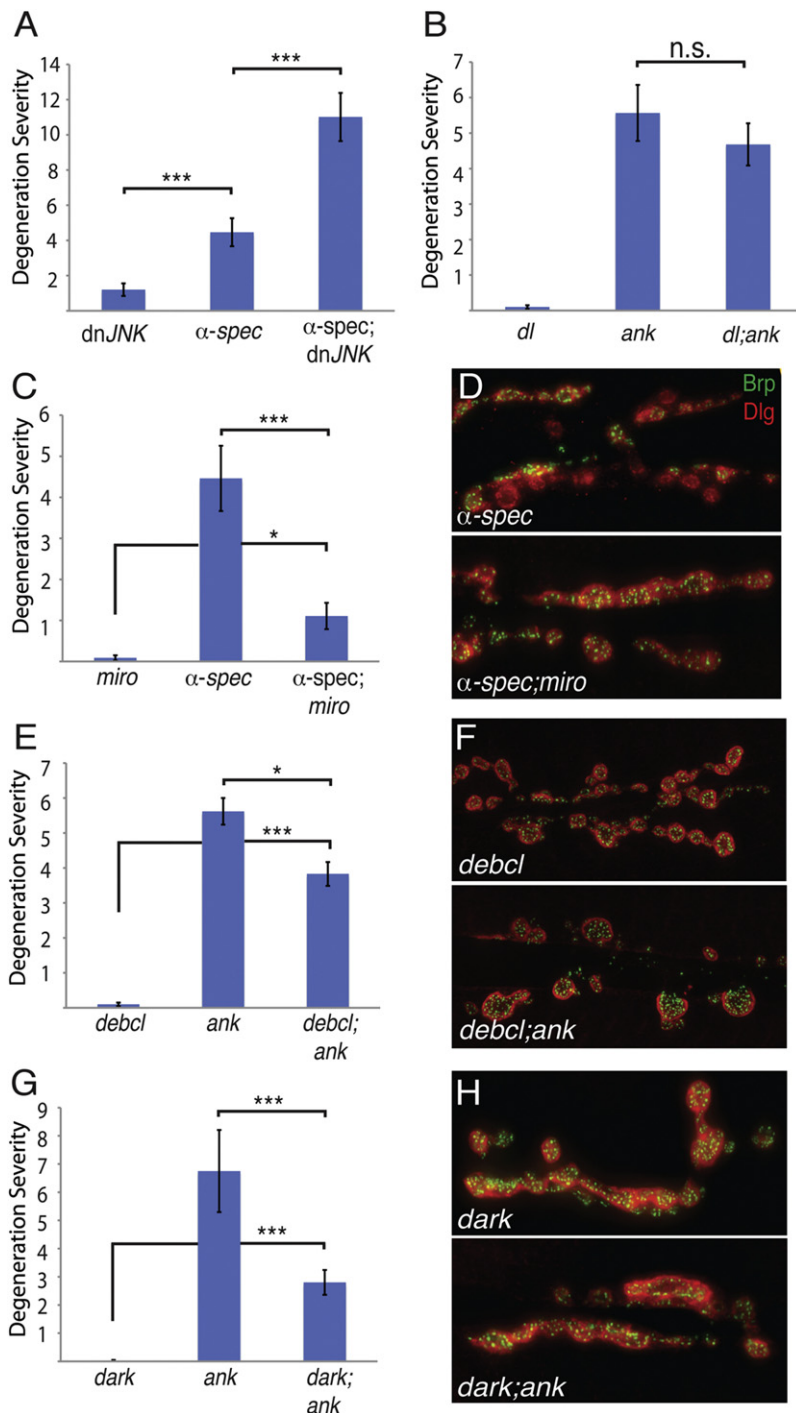 A
Degeneration Severity
14
12
10
8
6
4
2
***
***
dnJNK
α-spec
α-spec;
dnJNK
B
Degeneration Severity
7
6
5
4
3
2
1
n.s.
dl
ank
dl;ank
C
Degeneration Severity
6
5
4
3
2
1
***
*
miro
α-spec
α-spec;
miro
D
Brp
Dlg
α-spec
α-spec;miro
E
Degeneration Severity
7
6
5
4
3
2
1
*
***
debcl
ank
debcl;
ank
F
debcl
debcl;ank
G
Degeneration Severity
9
8
7
6
5
4
3
2
1
***
***
dark
ank
dark;
ank
H
dark
dark;ank